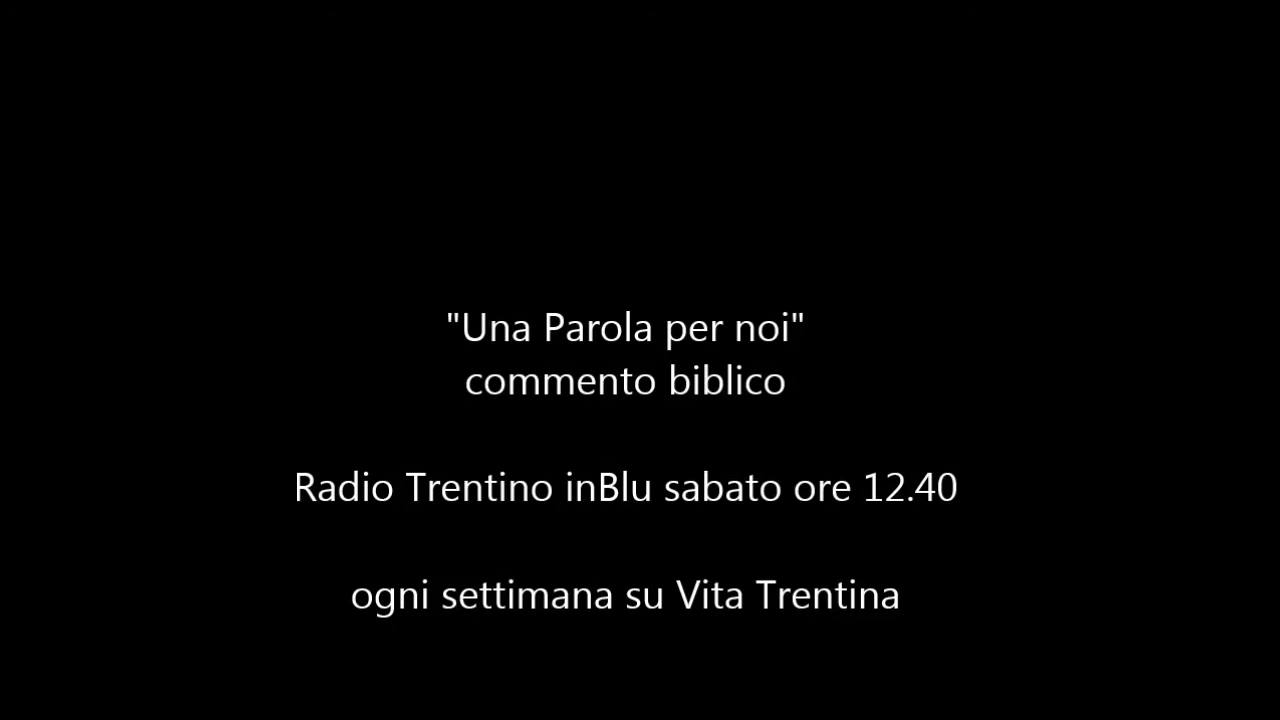 "Una Parola per noi"
commento biblico
Radio Trentino inBlu sabato ore 12.40
ogni settimana su Vita Trentina